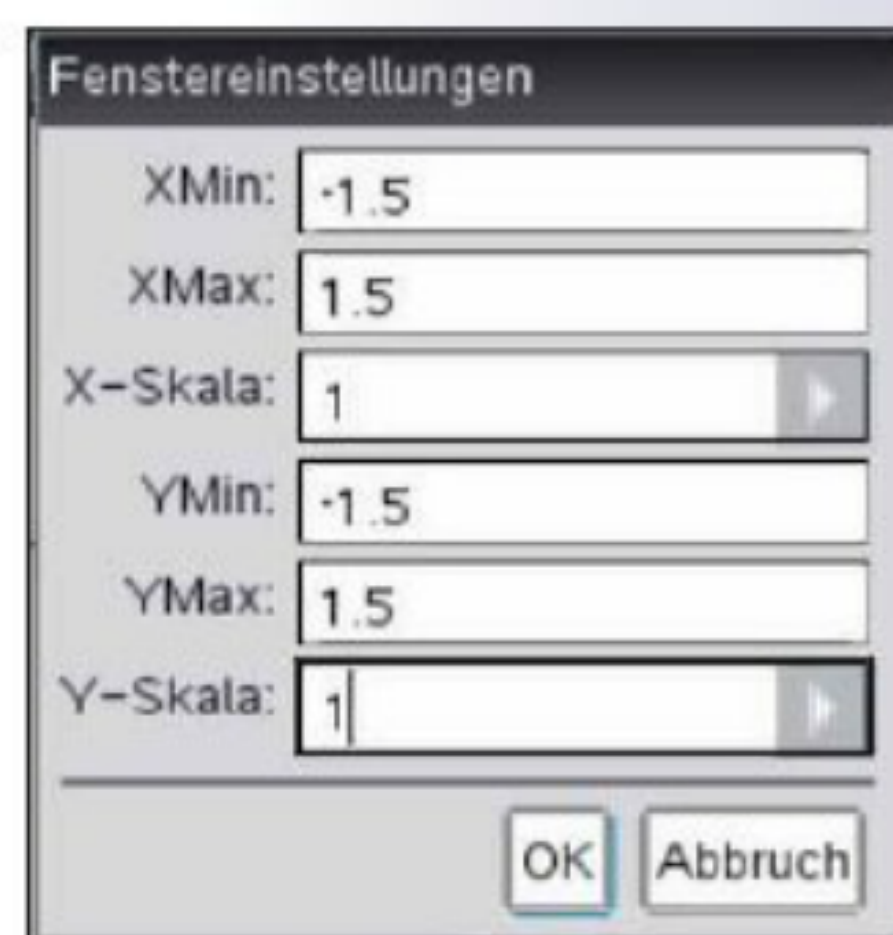 Fenstereinstellungen
XMin: -1.5
XMax: 1.5
X-Skala: 1
YMin: -1.5
YMax: 1.5
Y-Skala: 1
OK Abbruch